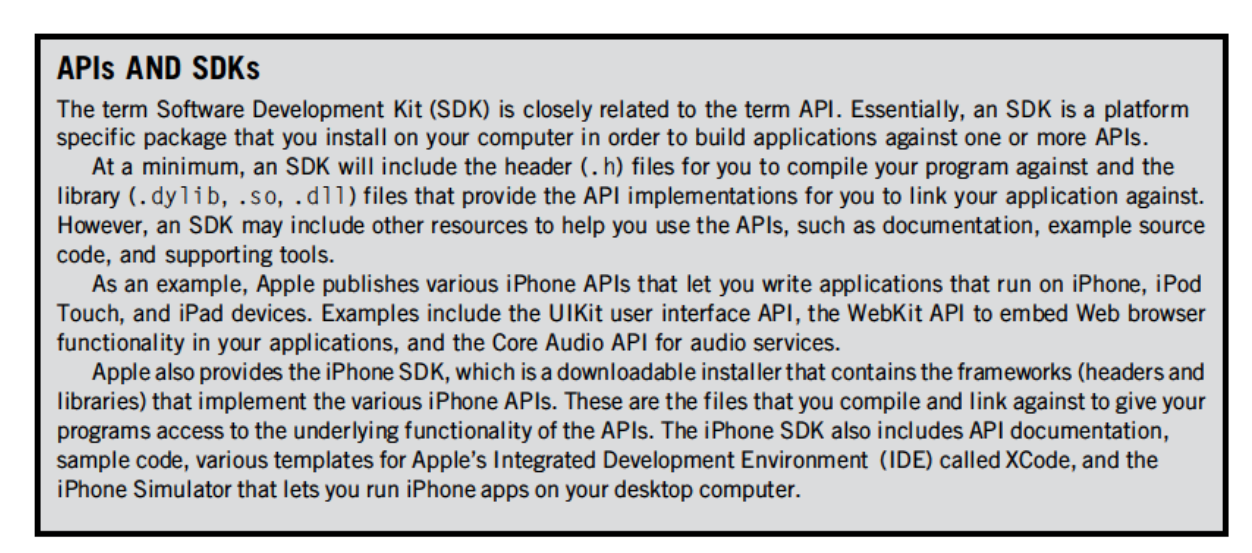 APIs AND SDKs
The term Software Development Kit (SDK) is closely related to the term API. Essentially, an SDK is a platform
specific package that you install on your computer in order to build applications against one or more APIs.
At a minimum, an SDK will include the header (.h) files for you to compile your program against and the
library (.dylib, .so, .dll) files that provide the API implementations for you to link your application against.
However, an SDK may include other resources to help you use the APIs, such as documentation, example source
code, and supporting tools.
As an example, Apple publishes various iPhone APIs that let you write applications that run on iPhone, iPod
Touch, and iPad devices. Examples include the UIKit user interface API, the WebKit API to embed Web browser
functionality in your applications, and the Core Audio API for audio services.
Apple also provides the iPhone SDK, which is a downloadable installer that contains the frameworks (headers and
libraries) that implement the various iPhone APIs. These are the files that you compile and link against to give your
programs access to the underlying functionality of the APIs. The iPhone SDK also includes API documentation,
sample code, various templates for Apple's Integrated Development Environment (IDE) called XCode, and the
iPhone Simulator that lets you run iPhone apps on your desktop computer.